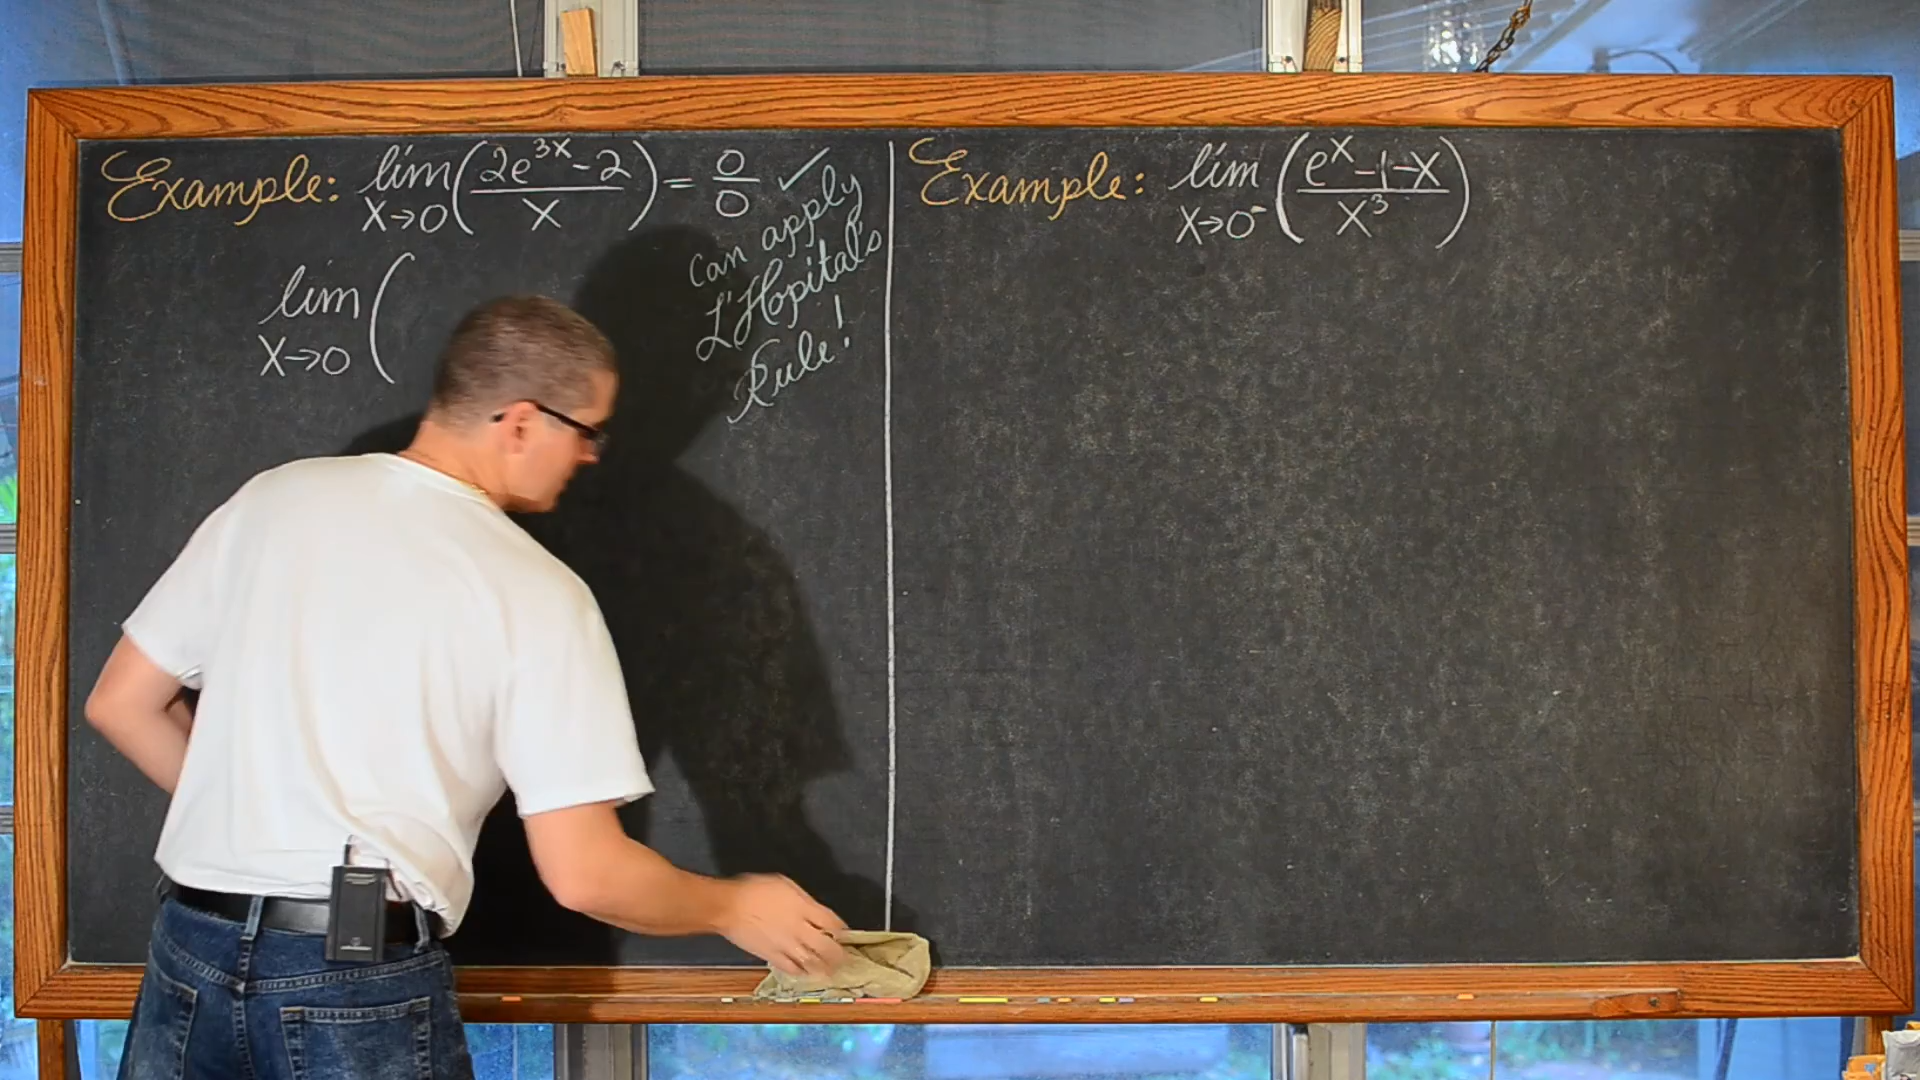 Example: lim x→0 (2e^{3x}-2 / x) = 0/0 ✓
Can apply
L'Hopital's
Rule!
lim x→0 (
Example: lim x→0⁻ (e^x-1-x / x³)